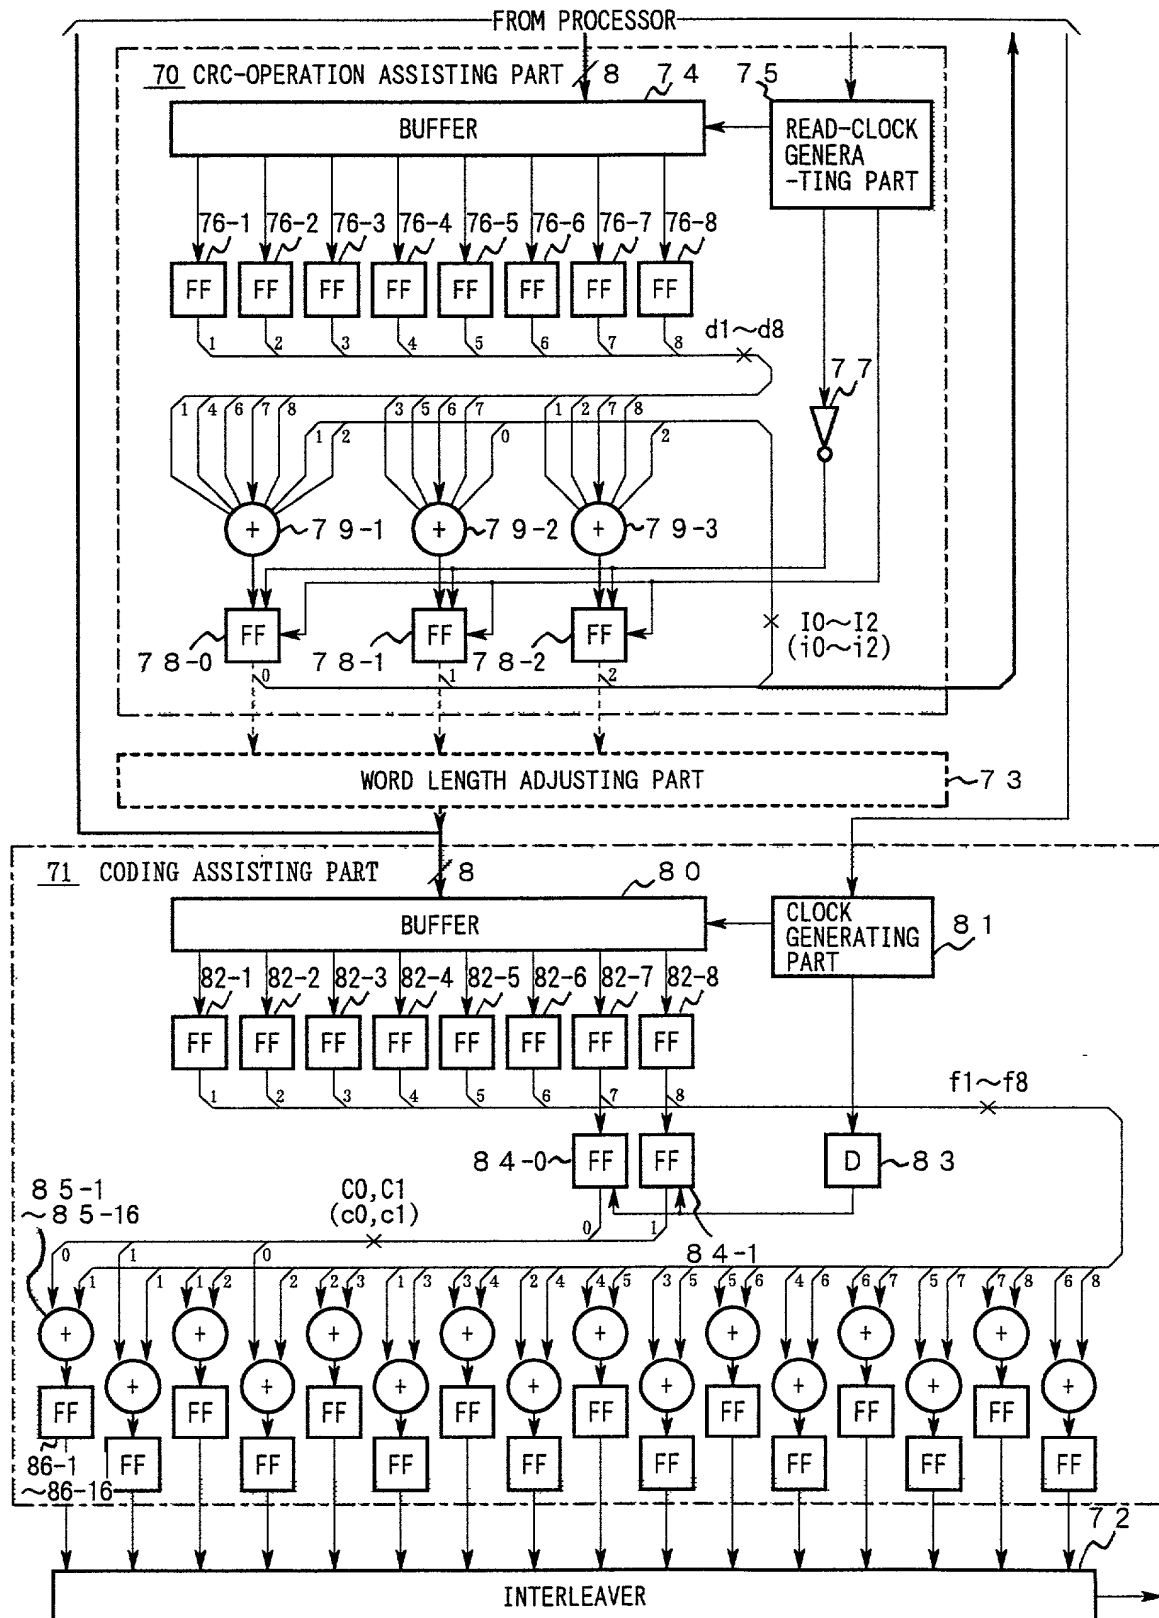 FROM PROCESSOR
70 CRC-OPERATION ASSISTING PART 8 74 75
BUFFER
READ-CLOCK
GENERA
-TING PART
76-1 76-2 76-3 76-4 76-5 76-6 76-7 76-8
FF FF FF FF FF FF FF FF
1 2 3 4 5 6 7 8
d1~d8
77
1 4 6 7 8 1 2 3 5 6 7 0 1 2 7 8 2
+ 79-1 + 79-2 + 79-3
FF FF FF
78-0 78-1 78-2
I0~I2
(i0~i2)
0 1 2
WORD LENGTH ADJUSTING PART 73
71 CODING ASSISTING PART 8 80
BUFFER
CLOCK
GENERATING
PART
81
82-1 82-2 82-3 82-4 82-5 82-6 82-7 82-8
FF FF FF FF FF FF FF FF
1 2 3 4 5 6 7 8
f1~f8
84-0 FF FF D 83
85-1
~85-16
C0,C1
(c0,c1)
0 1
84-1
0 1 1 1 1 2 0 2 2 3 1 3 3 4 2 4 4 5 3 5 5 6 4 6 6 7 5 7 7 8 6 8
+ + + + + + + +
+ + + + + + + +
FF FF FF FF FF FF FF FF
FF FF FF FF FF FF FF FF
86-1
~86-16
72
INTERLEAVER